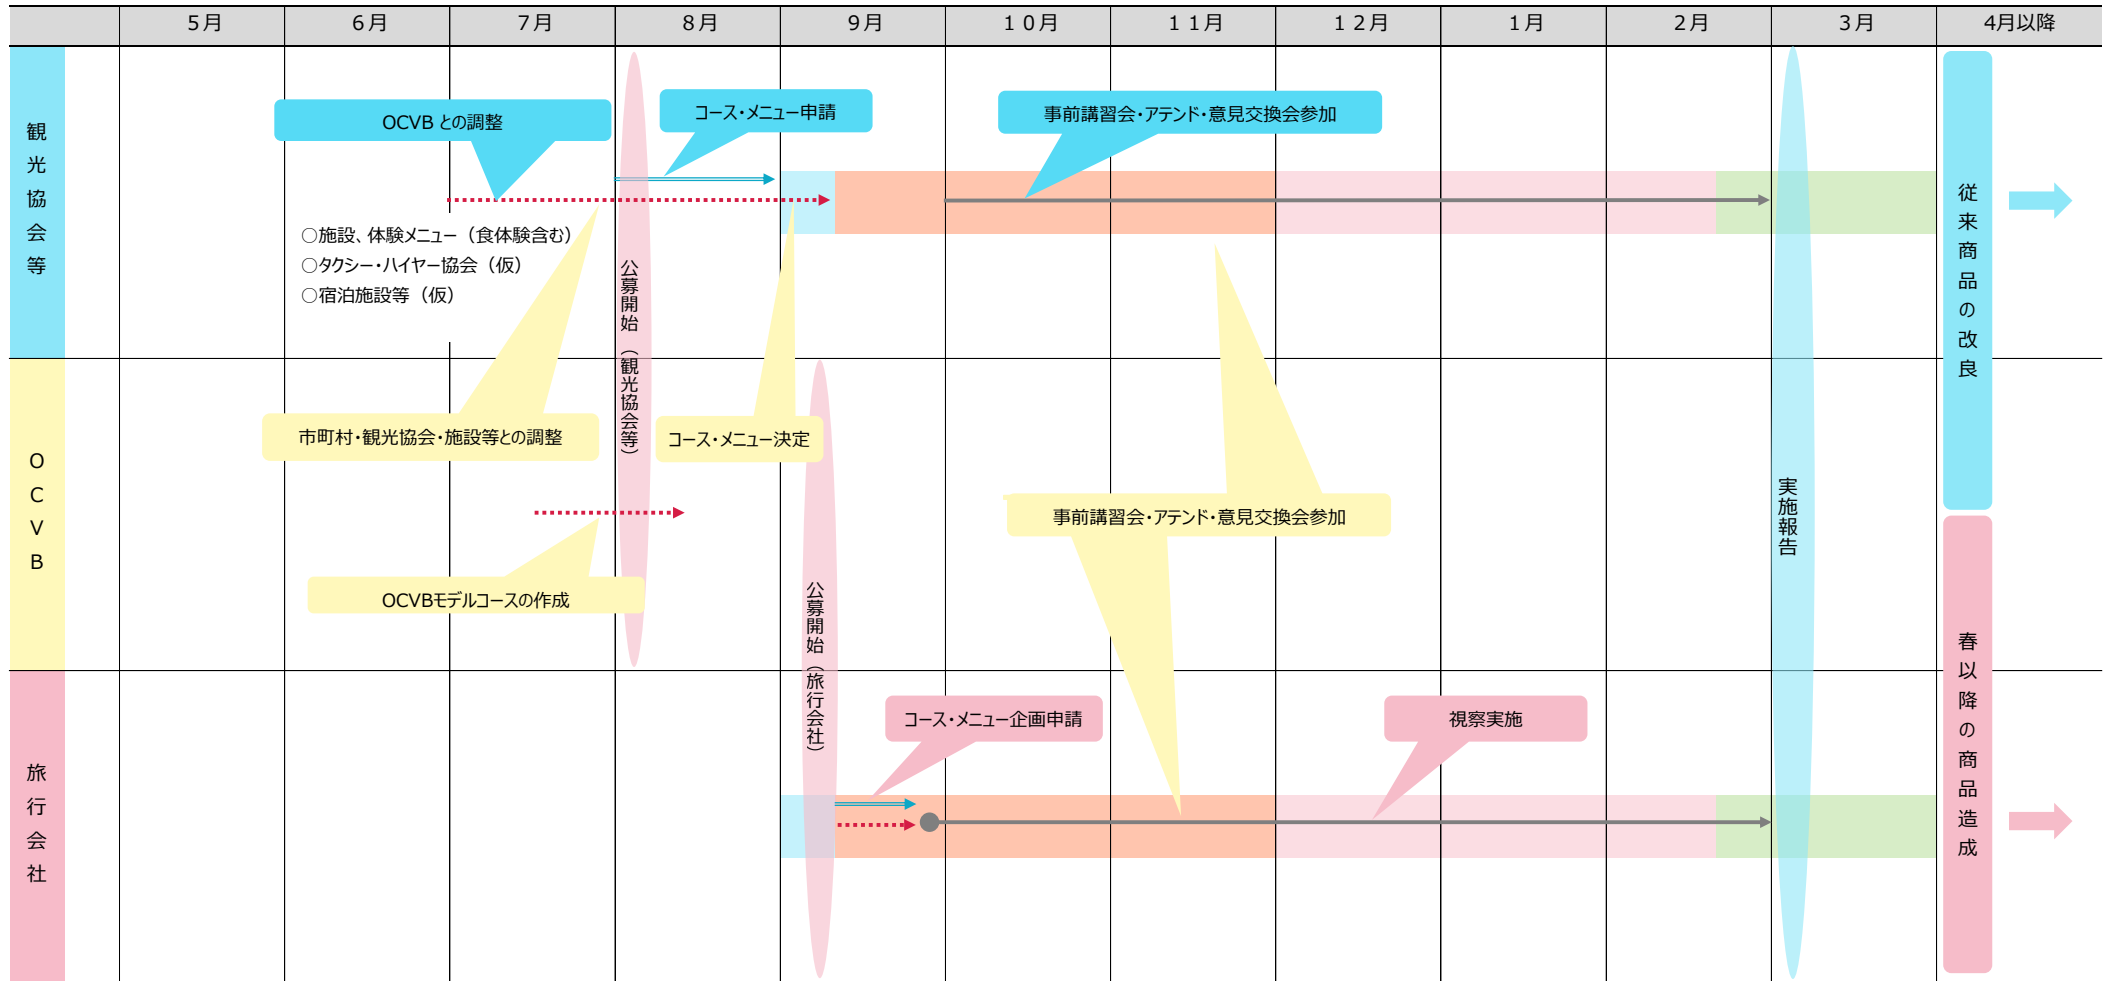 5月 6月 7月 8月 9月 10月 11月 12月 1月 2月 3月 4月以降
観光協会等
OCVB との調整
コース・メニュー申請
事前講習会・アテンド・意見交換会参加
○施設、体験メニュー（食体験含む）
○タクシー・ハイヤー協会（仮）
○宿泊施設等（仮）
公募開始（観光協会等）
従来商品の改良
OCVB
市町村・観光協会・施設等との調整
コース・メニュー決定
事前講習会・アテンド・意見交換会参加
OCVBモデルコースの作成
公募開始（旅行会社）
実施報告
旅行会社
コース・メニュー企画申請
視察実施
春以降の商品造成